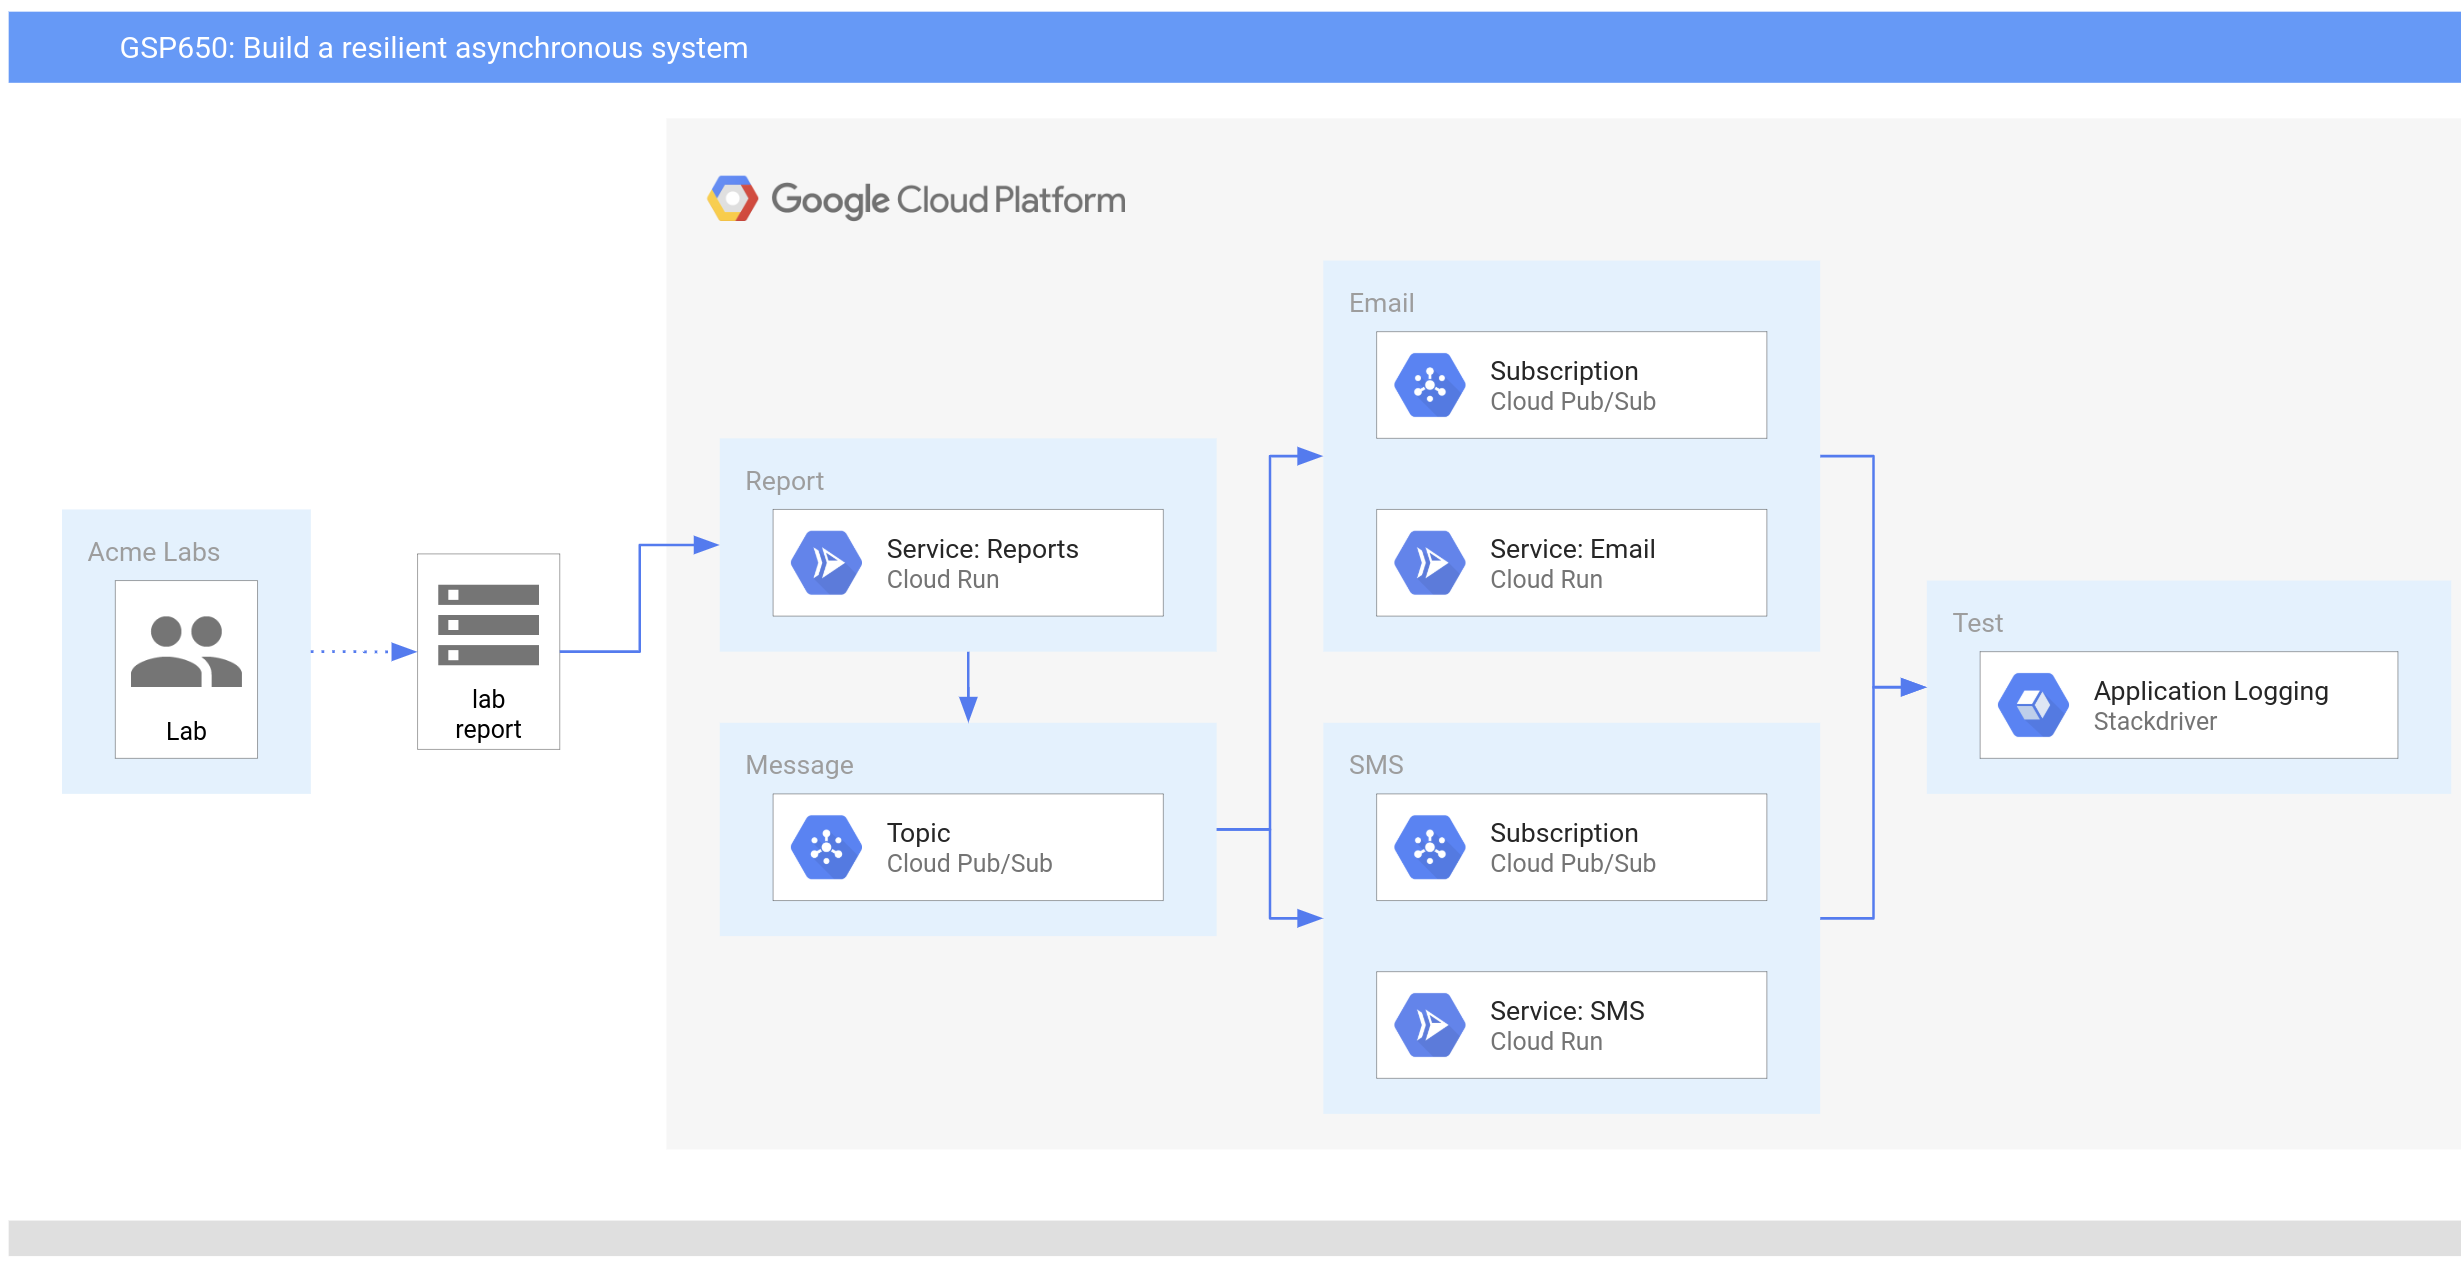 GSP650: Build a resilient asynchronous system
Google Cloud Platform
Acme Labs
Lab
lab
report
Report
Service: Reports
Cloud Run
Message
Topic
Cloud Pub/Sub
Email
Subscription
Cloud Pub/Sub
Service: Email
Cloud Run
SMS
Subscription
Cloud Pub/Sub
Service: SMS
Cloud Run
Test
Application Logging
Stackdriver